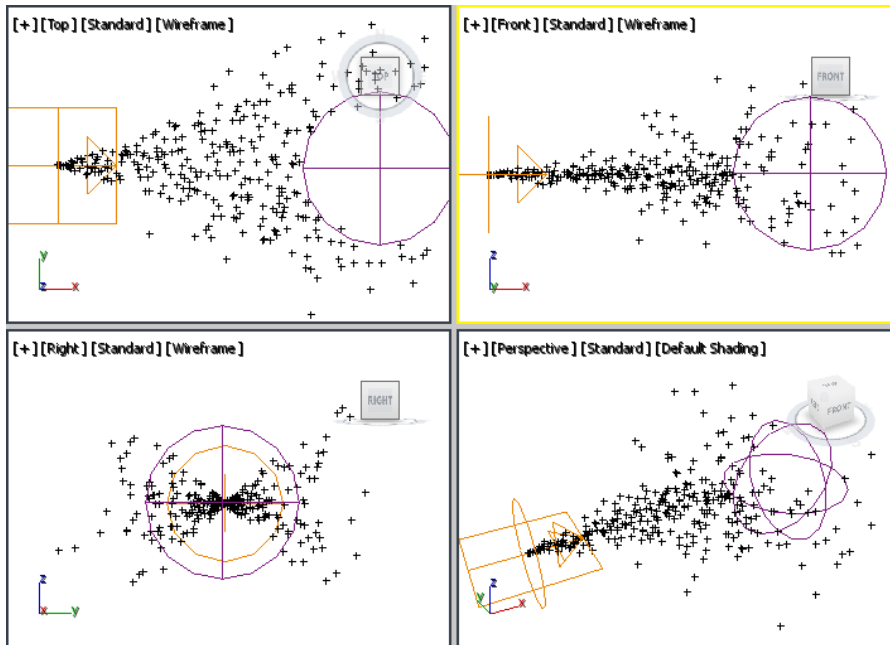 [+] [Top] [Standard] [Wireframe]
TOP
y
z
x
[+] [Front] [Standard] [Wireframe]
FRONT
z
y
x
[+] [Right] [Standard] [Wireframe]
RIGHT
z
x
y
[+] [Perspective] [Standard] [Default Shading]
FRONT
z
y
x